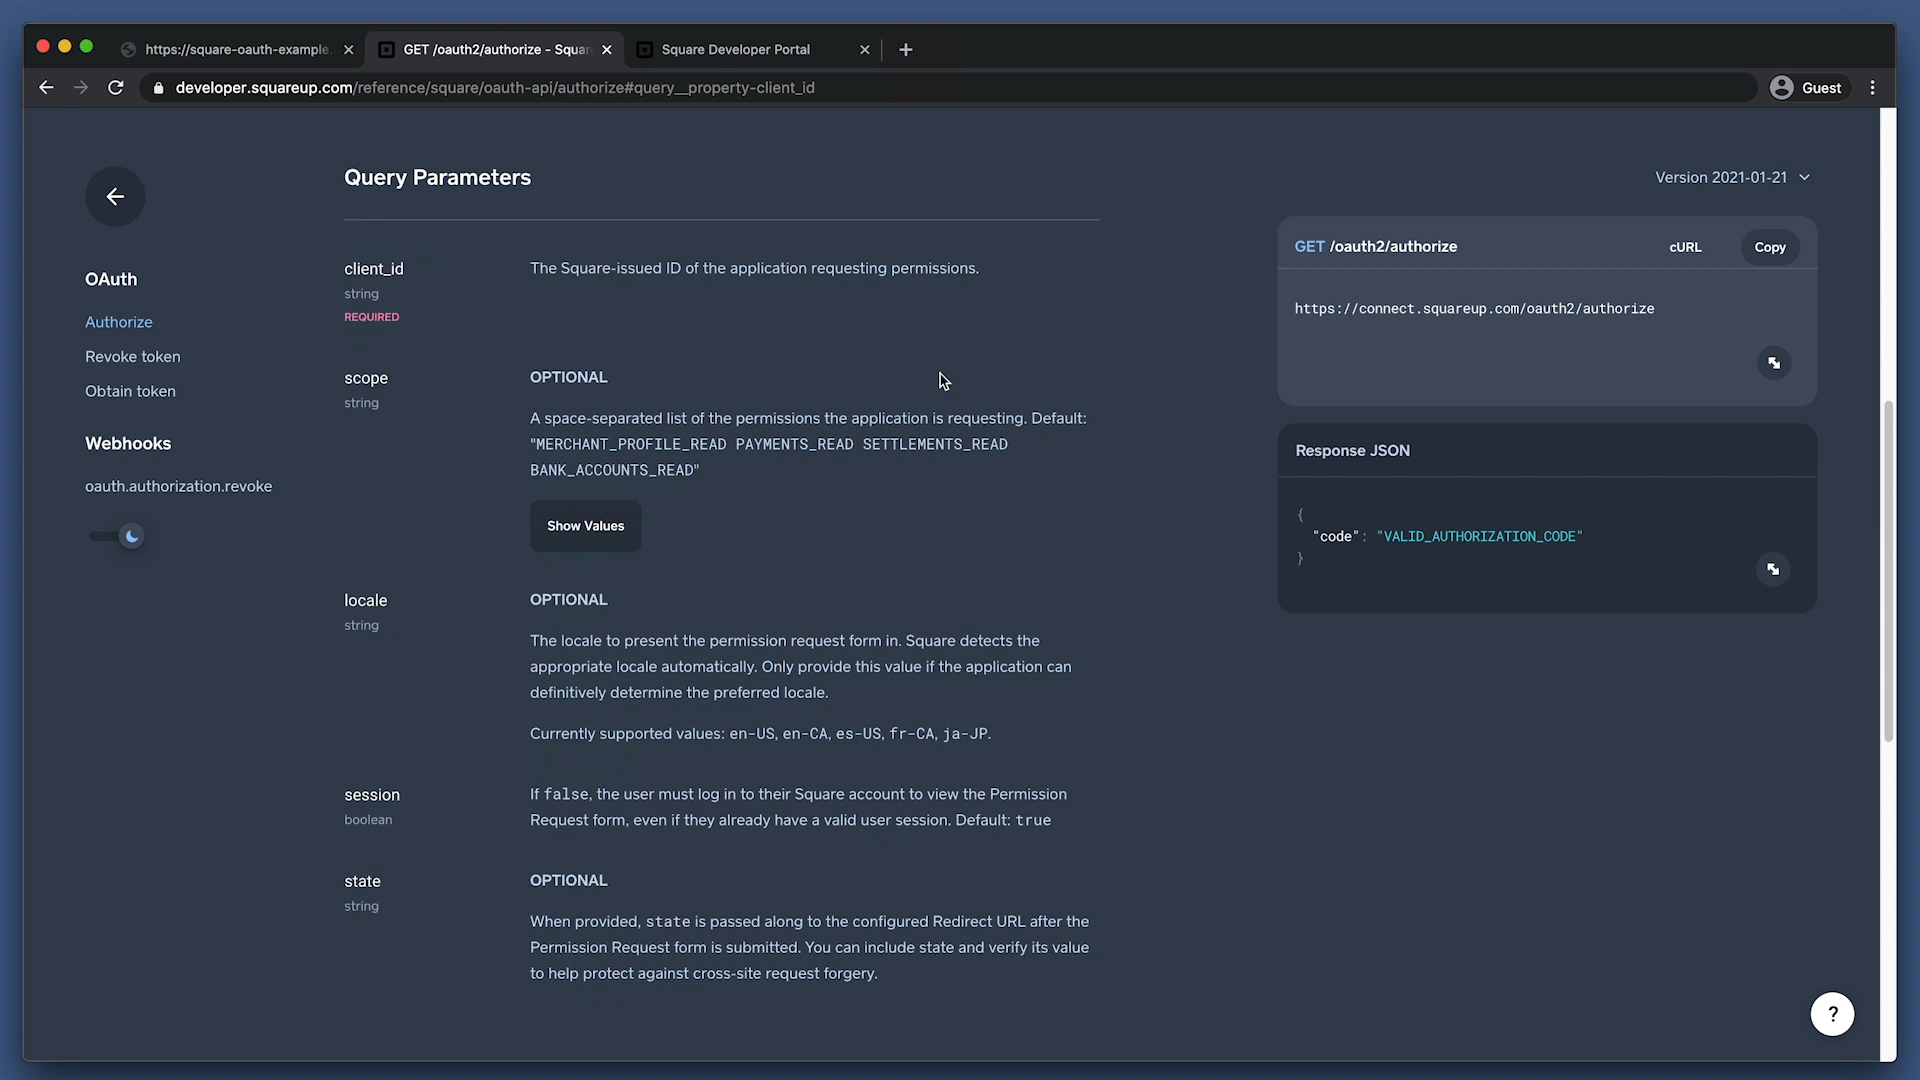 https://square-oauth-example
GET /oauth2/authorize - Squar
Square Developer Portal
developer.squareup.com/reference/square/oauth-api/authorize#query__property-client_id
Guest
Query Parameters
Version 2021-01-21
OAuth
Authorize
Revoke token
Obtain token
Webhooks
oauth.authorization.revoke
client_id
string
REQUIRED
The Square-issued ID of the application requesting permissions.
scope
string
OPTIONAL
A space-separated list of the permissions the application is requesting. Default:
"MERCHANT_PROFILE_READ PAYMENTS_READ SETTLEMENTS_READ
BANK_ACCOUNTS_READ"
Show Values
locale
string
OPTIONAL
The locale to present the permission request form in. Square detects the
appropriate locale automatically. Only provide this value if the application can
definitively determine the preferred locale.
Currently supported values: en-US, en-CA, es-US, fr-CA, ja-JP.
session
boolean
If false, the user must log in to their Square account to view the Permission
Request form, even if they already have a valid user session. Default: true
state
string
OPTIONAL
When provided, state is passed along to the configured Redirect URL after the
Permission Request form is submitted. You can include state and verify its value
to help protect against cross-site request forgery.
GET /oauth2/authorize
cURL
Copy
https://connect.squareup.com/oauth2/authorize
Response JSON
{
"code": "VALID_AUTHORIZATION_CODE"
}
?